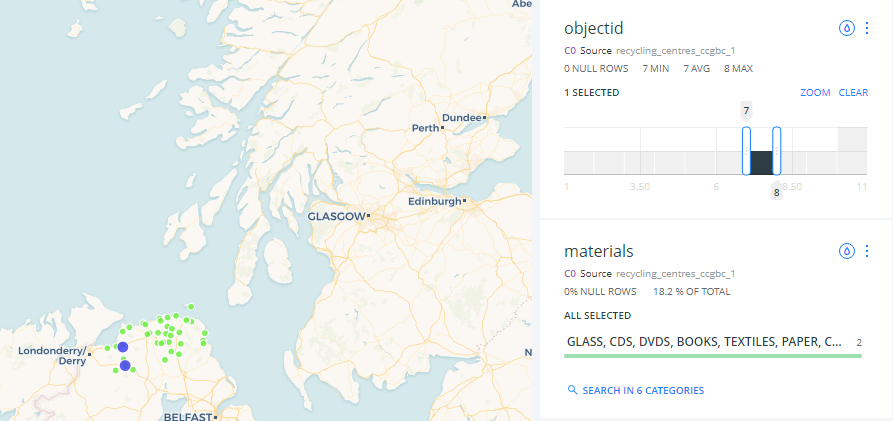 Abe
Dundee
Perth
Edinburgh
GLASGOW
Londonderry/
Derry
N
BELFAST
objectid
C0 Source recycling_centres_ccgbc_1
0 NULL ROWS 7 MIN 7 AVG 8 MAX
1 SELECTED ZOOM CLEAR
7
1 3.50 6 8.50 11
8
materials
C0 Source recycling_centres_ccgbc_1
0% NULL ROWS 18.2 % OF TOTAL
ALL SELECTED
GLASS, CDS, DVDS, BOOKS, TEXTILES, PAPER, C... 2
SEARCH IN 6 CATEGORIES